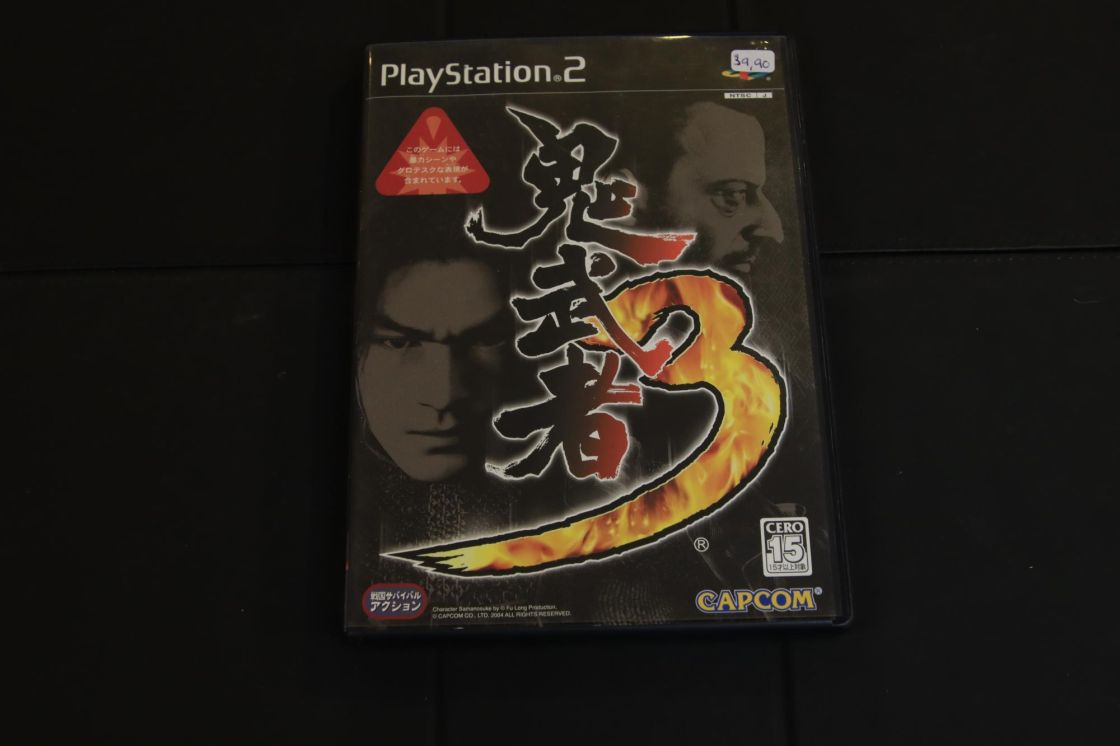 PlayStation®2
39,90
NTSC J
このゲームには
暴力シーンや
グロテスクな表現が
含まれています。
鬼武者3
®
CERO
15
15才以上対象
戦国サバイバル
アクション
Character Samanosuke by © Fu Long Production,
© CAPCOM CO., LTD. 2004 ALL RIGHTS RESERVED.
CAPCOM®